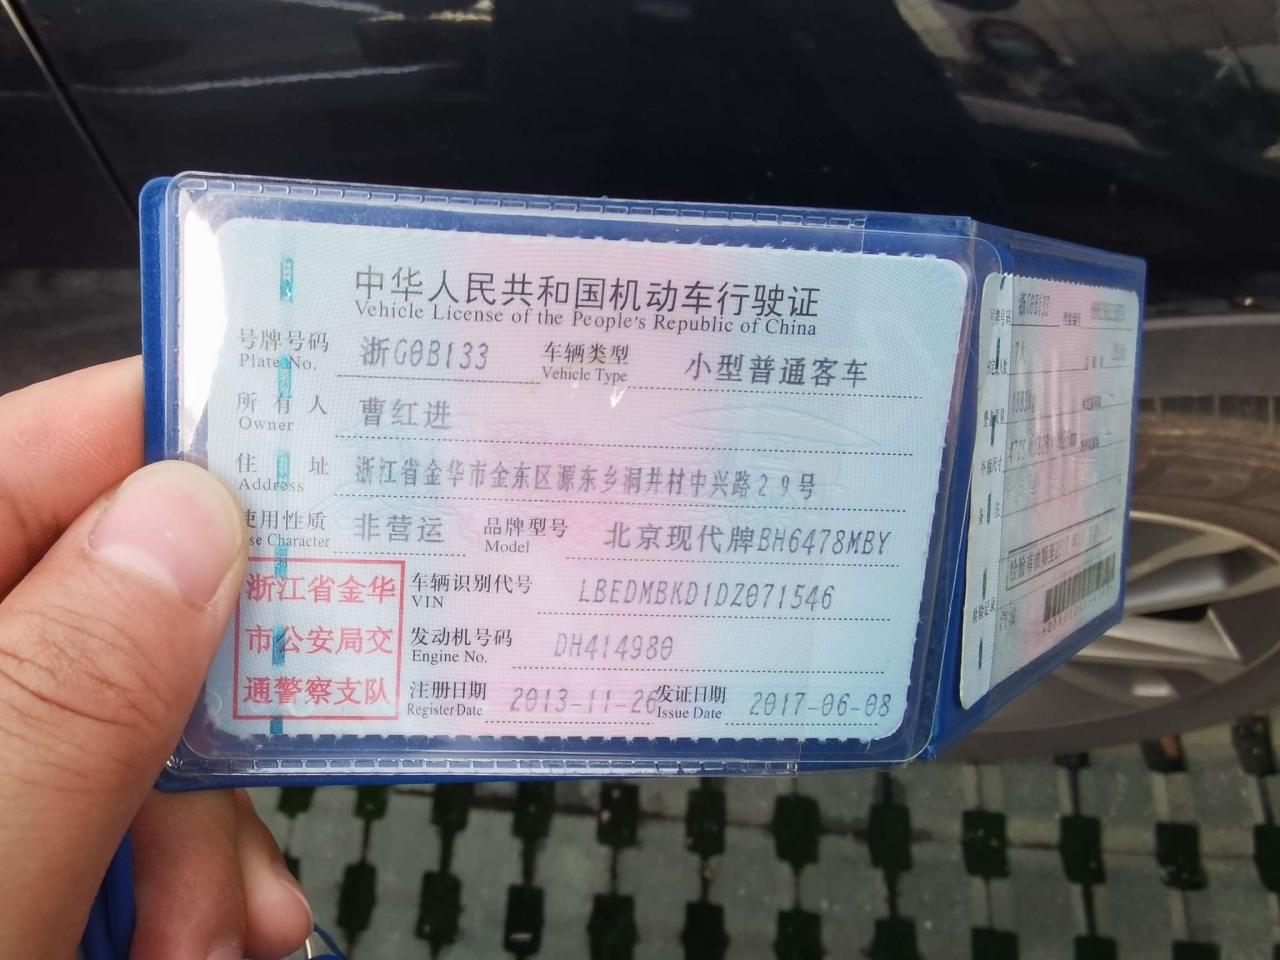 中华人民共和国机动车行驶证
Vehicle License of the People's Republic of China
号牌号码 浙G0B133 车辆类型 小型普通客车
Plate No. Vehicle Type
所有人 曹红进
Owner
住址 浙江省金华市金东区源东乡洞井村中兴路29号
Address
使用性质 非营运 品牌型号 北京现代牌BH6478MBY
Character Model
浙江省金华
市公安局交
通警察支队
车辆识别代号 LBEDMBKD1DZ071546
VIN
发动机号码 DH414980
Engine No.
注册日期 2013-11-26 发证日期 2017-06-08
Register Date Issue Date
浙G0B133